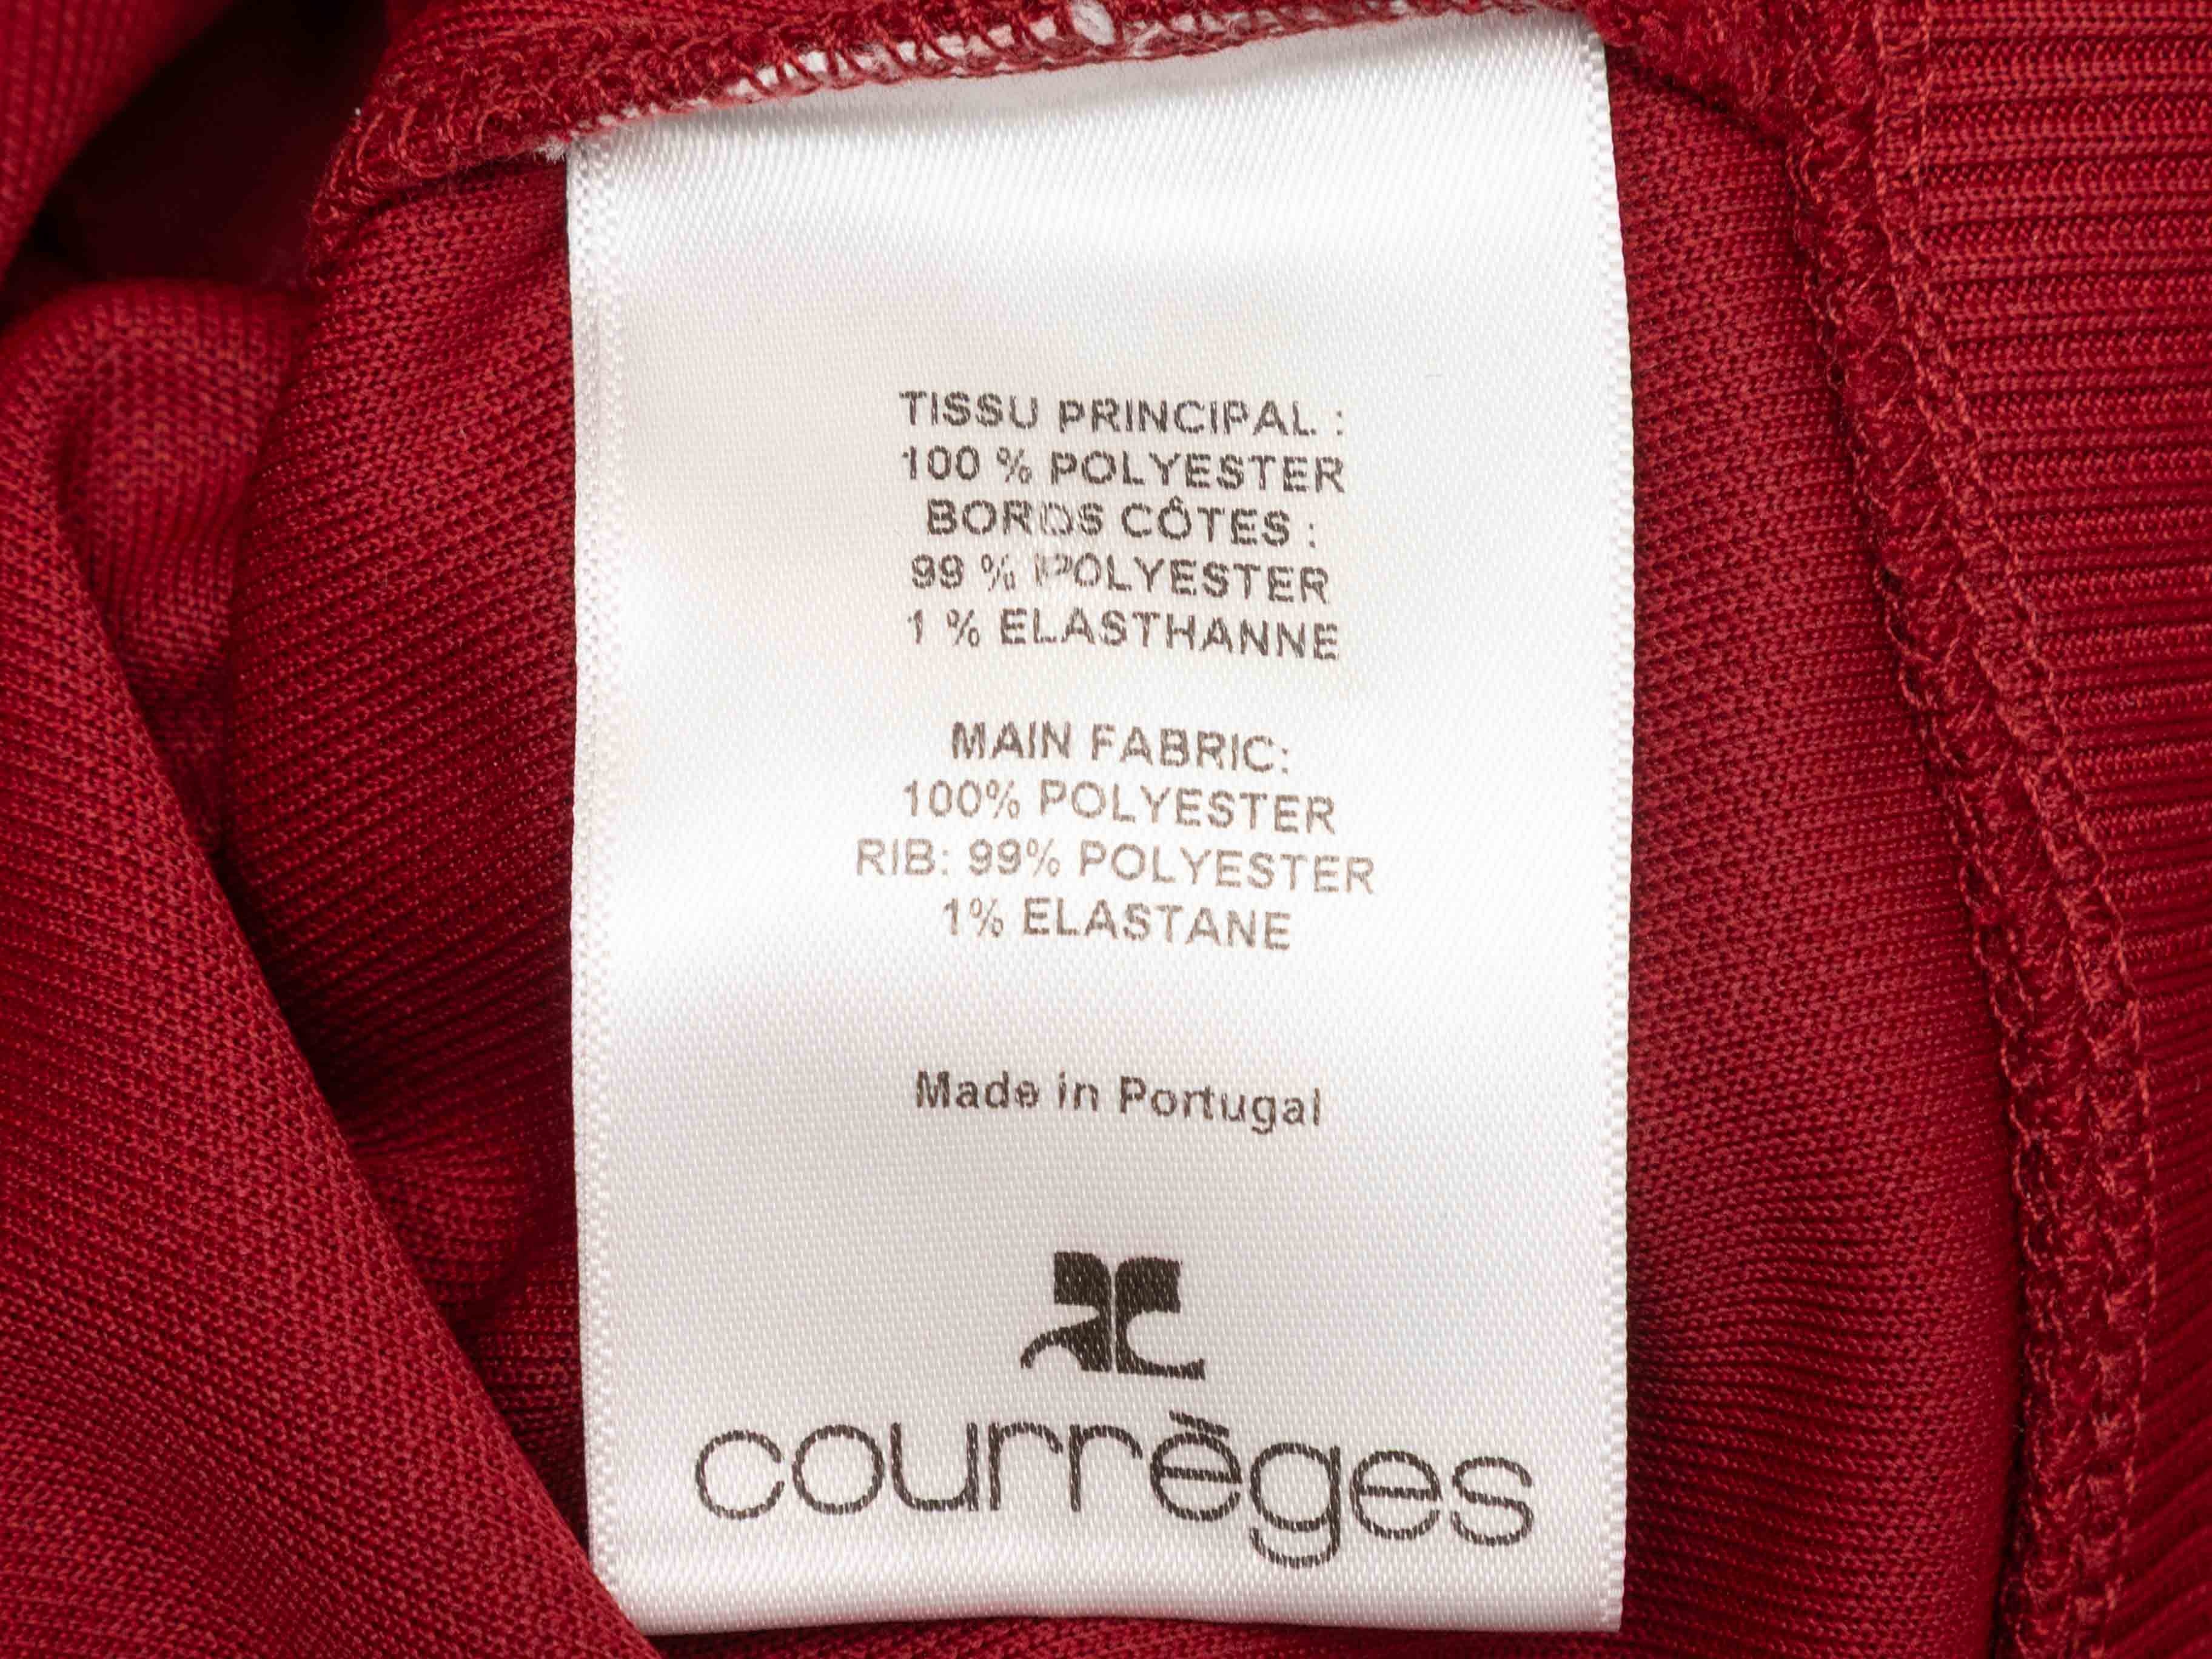 TISSU PRINCIPAL :
100 % POLYESTER
BORDS CÔTES :
99 % POLYESTER
1 % ELASTHANNE
MAIN FABRIC:
100% POLYESTER
RIB: 99% POLYESTER
1% ELASTANE
Made in Portugal
courrèges